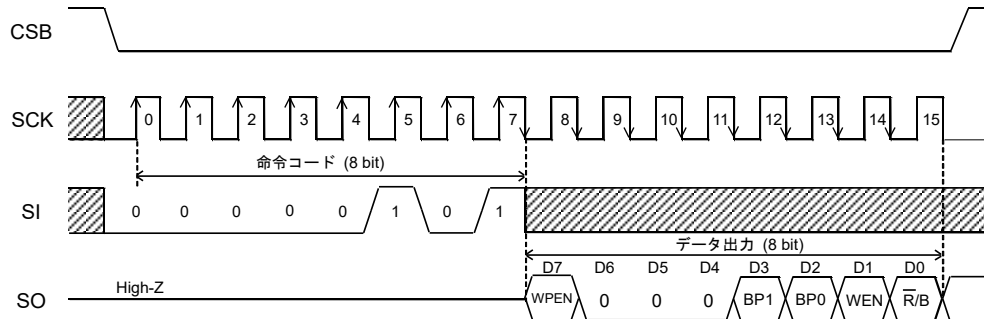 CSB
SCK 0 1 2 3 4 5 6 7 8 9 10 11 12 13 14 15
命令コード (8 bit)
SI 0 0 0 0 0 1 0 1
データ出力 (8 bit)
D7 D6 D5 D4 D3 D2 D1 D0
SO High-Z WPEN 0 0 0 BP1 BP0 WEN R̅/B